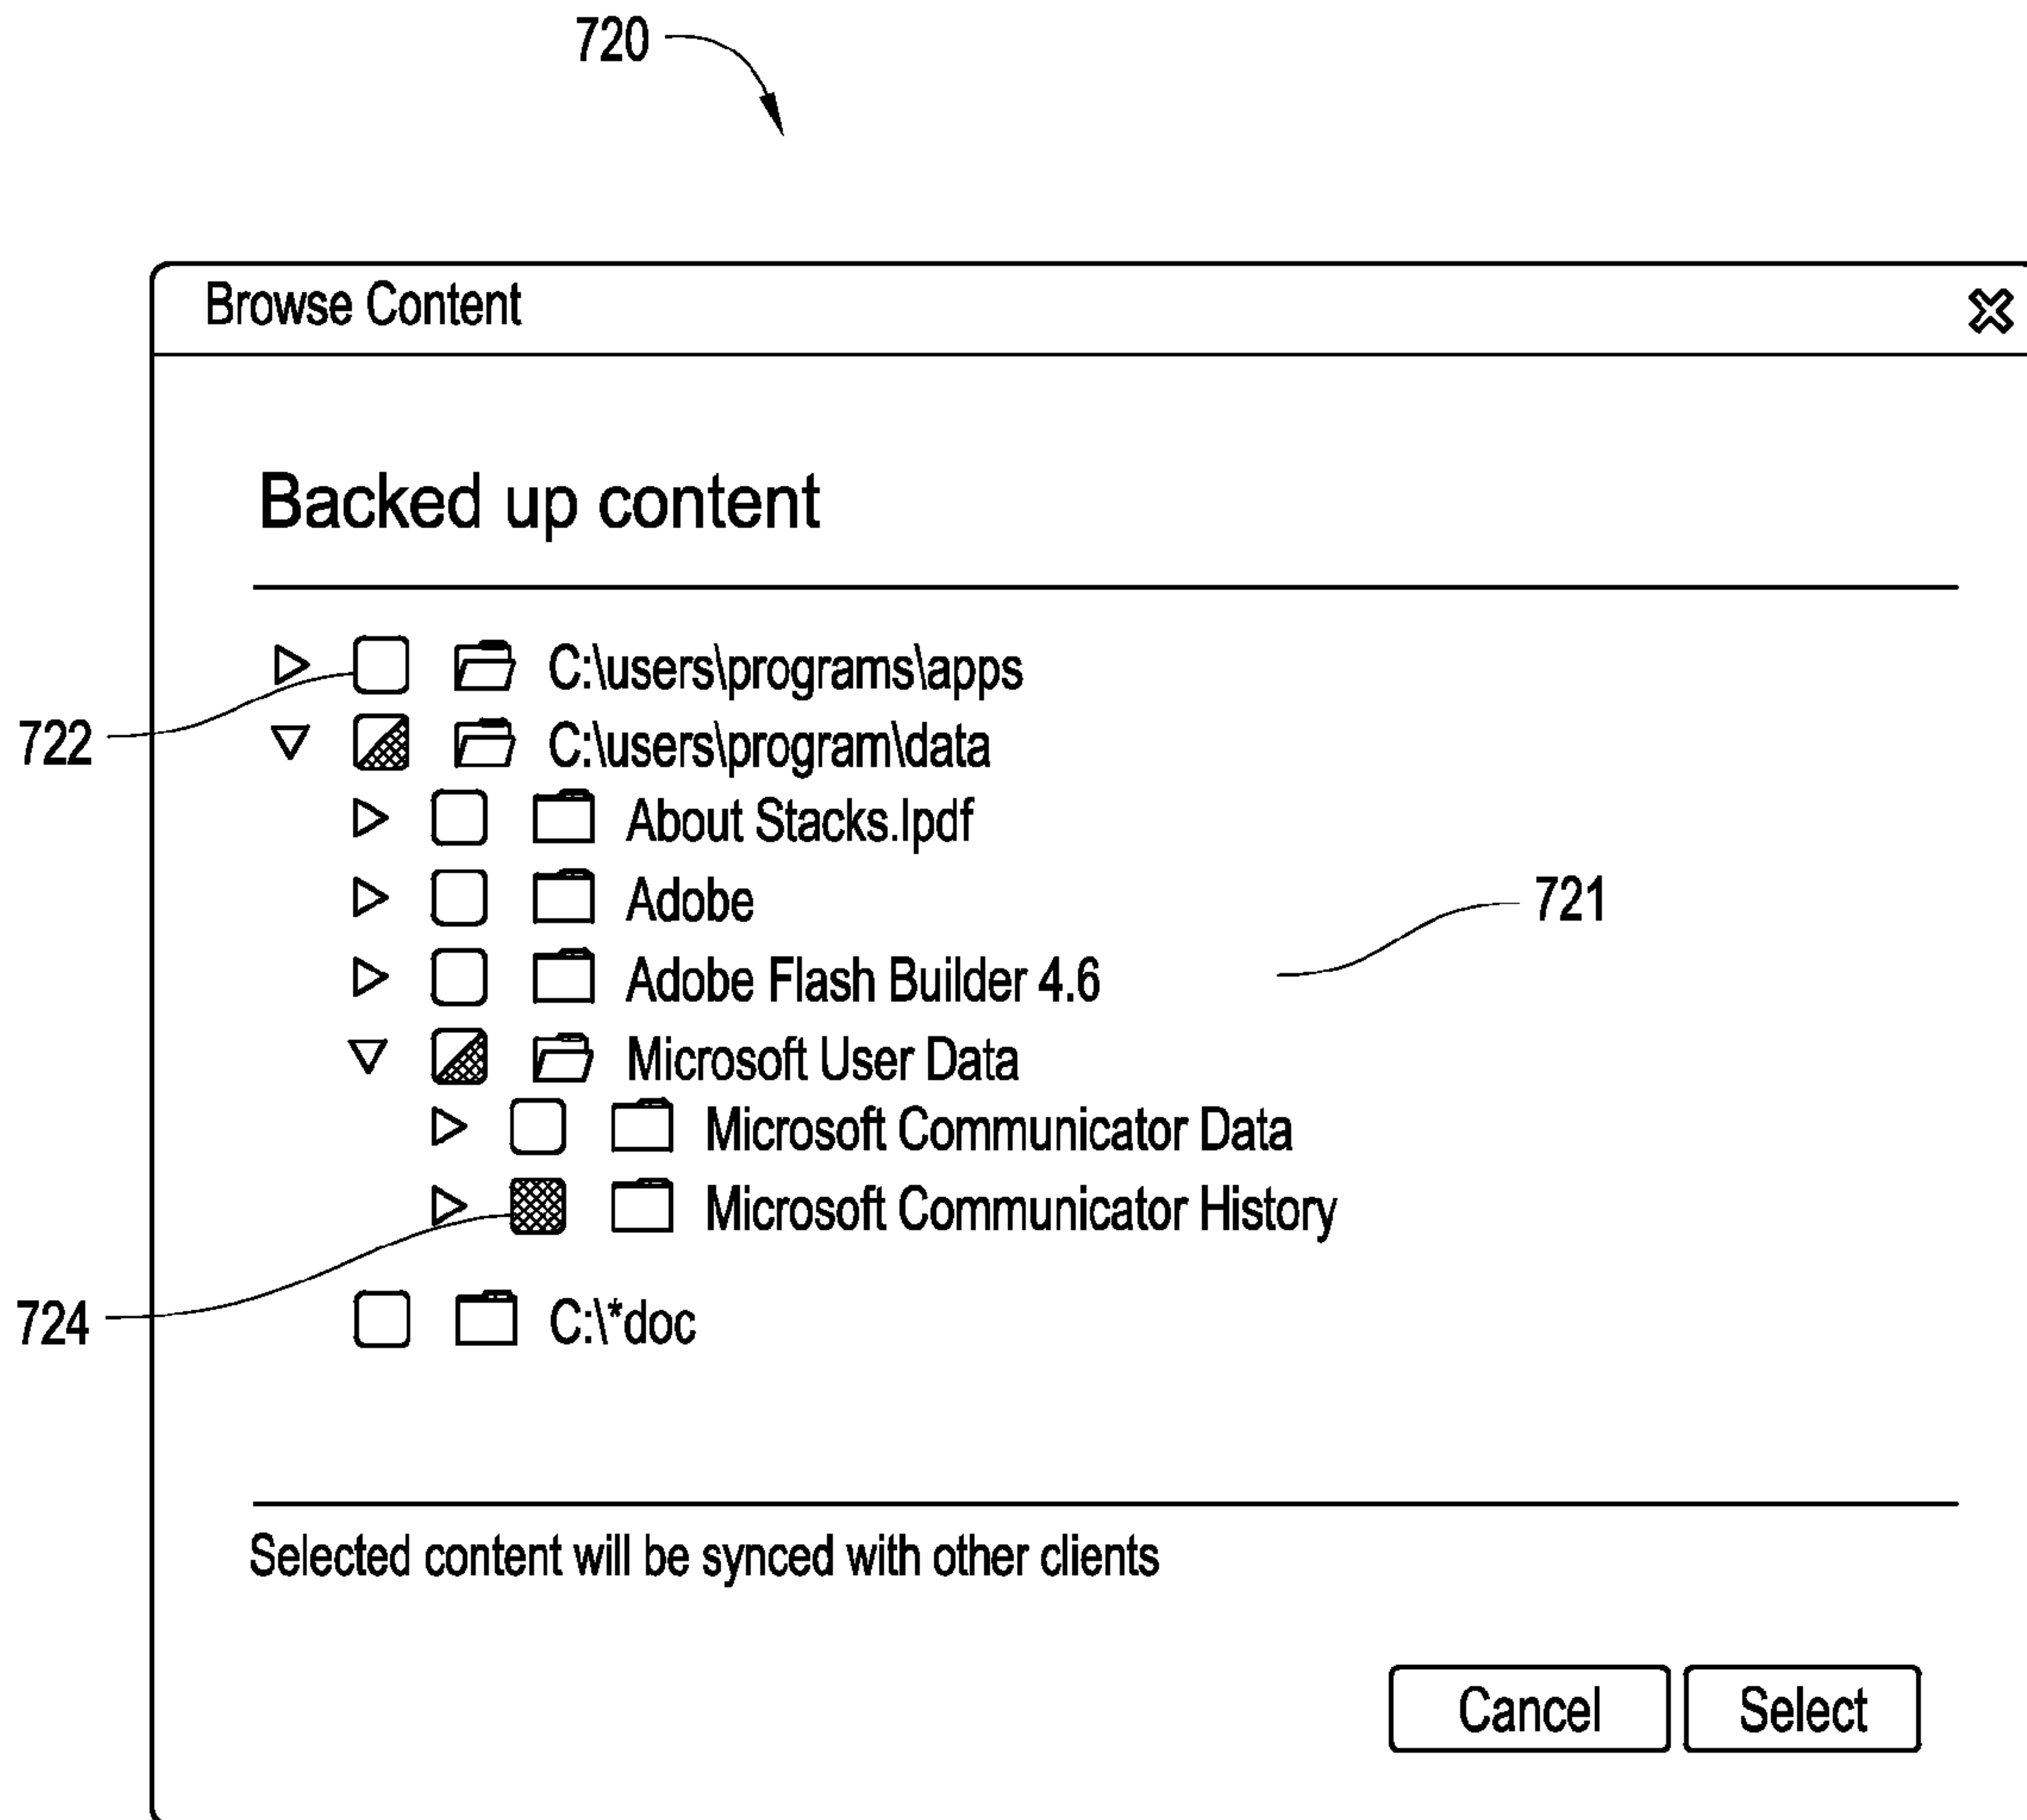 720
Browse Content
Backed up content
C:\users\programs\apps
722
C:\users\program\data
About Stacks.lpdf
Adobe
721
Adobe Flash Builder 4.6
Microsoft User Data
Microsoft Communicator Data
Microsoft Communicator History
724
C:\*doc
Selected content will be synced with other clients
Cancel
Select